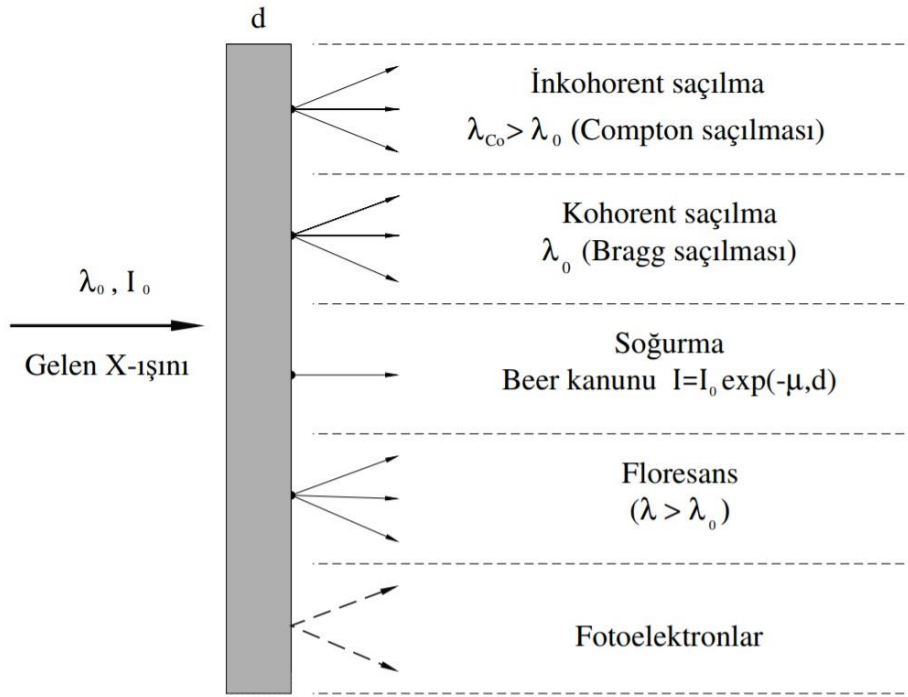 d
İnkohorent saçılma
λCo> λ0 (Compton saçılması)
Kohorent saçılma
λ0 (Bragg saçılması)
λ0 , I0
Gelen X-ışını
Soğurma
Beer kanunu I=I0 exp(-μ,d)
Floresans
(λ > λ0)
Fotoelektronlar